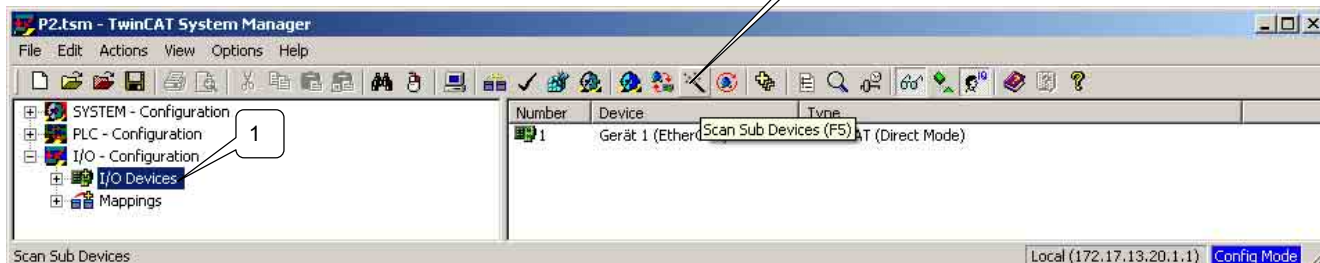 P2.tsm - TwinCAT System Manager
File Edit Actions View Options Help
SYSTEM - Configuration
PLC - Configuration
1
I/O - Configuration
I/O Devices
Mappings
Number Device Type
1 Gerät 1 (EtherC AT (Direct Mode)
Scan Sub Devices (F5)
Scan Sub Devices
Local (172.17.13.20.1.1) Config Mode